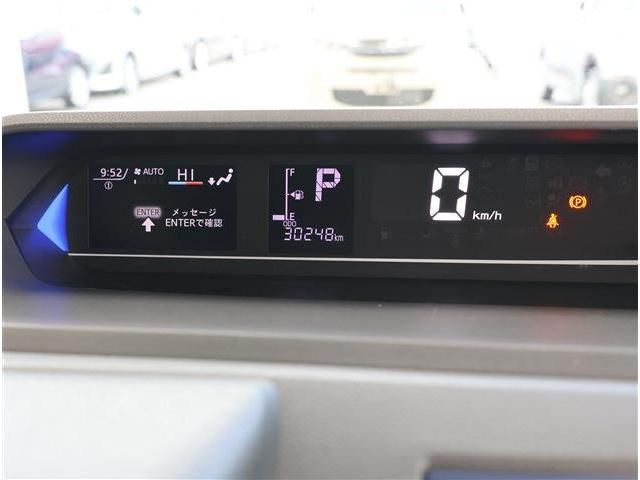 9:52
①
AUTO
HI
ENTER
メッセージ
ENTERで確認
F
E
P
ODO
30248km
0 km/h
(P)